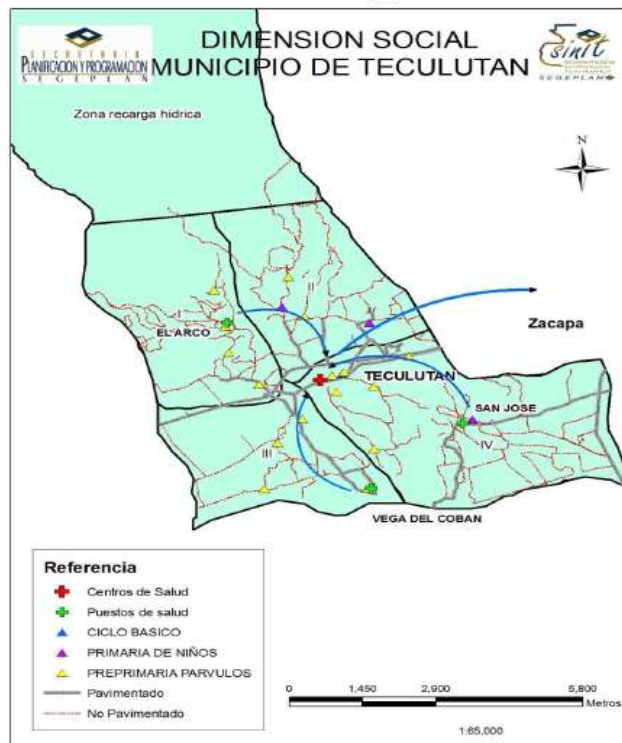 SECRETARIA
PLANIFICACION Y PROGRAMACION
SEGEPLAN
DIMENSION SOCIAL
MUNICIPIO DE TECULUTAN
sinit
SEGEPLAN
Zona recarga hidrica
N
II
I
EL ARCO
Zacapa
TECULUTAN
SAN JOSE
III
IV
VEGA DEL COBAN
Referencia
Centros de Salud
Puestos de salud
CICLO BASICO
PRIMARIA DE NIÑOS
PREPRIMARIA PARVULOS
Pavimentado
No Pavimentado
0 1,450 2,900 5,800
Metros
1:65,000